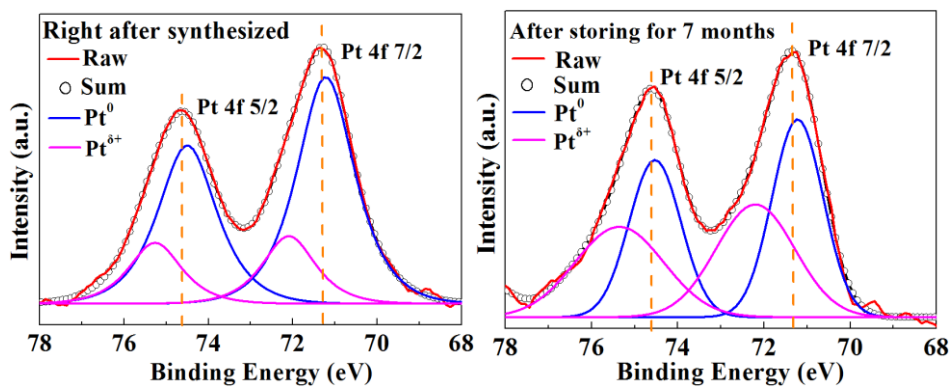 Right after synthesized
Raw
Sum
Pt⁰
Pt^δ+
Pt 4f 5/2
Pt 4f 7/2
Intensity (a.u.)
78 76 74 72 70 68
Binding Energy (eV)
After storing for 7 months
Raw
Sum
Pt⁰
Pt^δ+
Pt 4f 5/2
Pt 4f 7/2
Intensity (a.u.)
78 76 74 72 70 68
Binding Energy (eV)